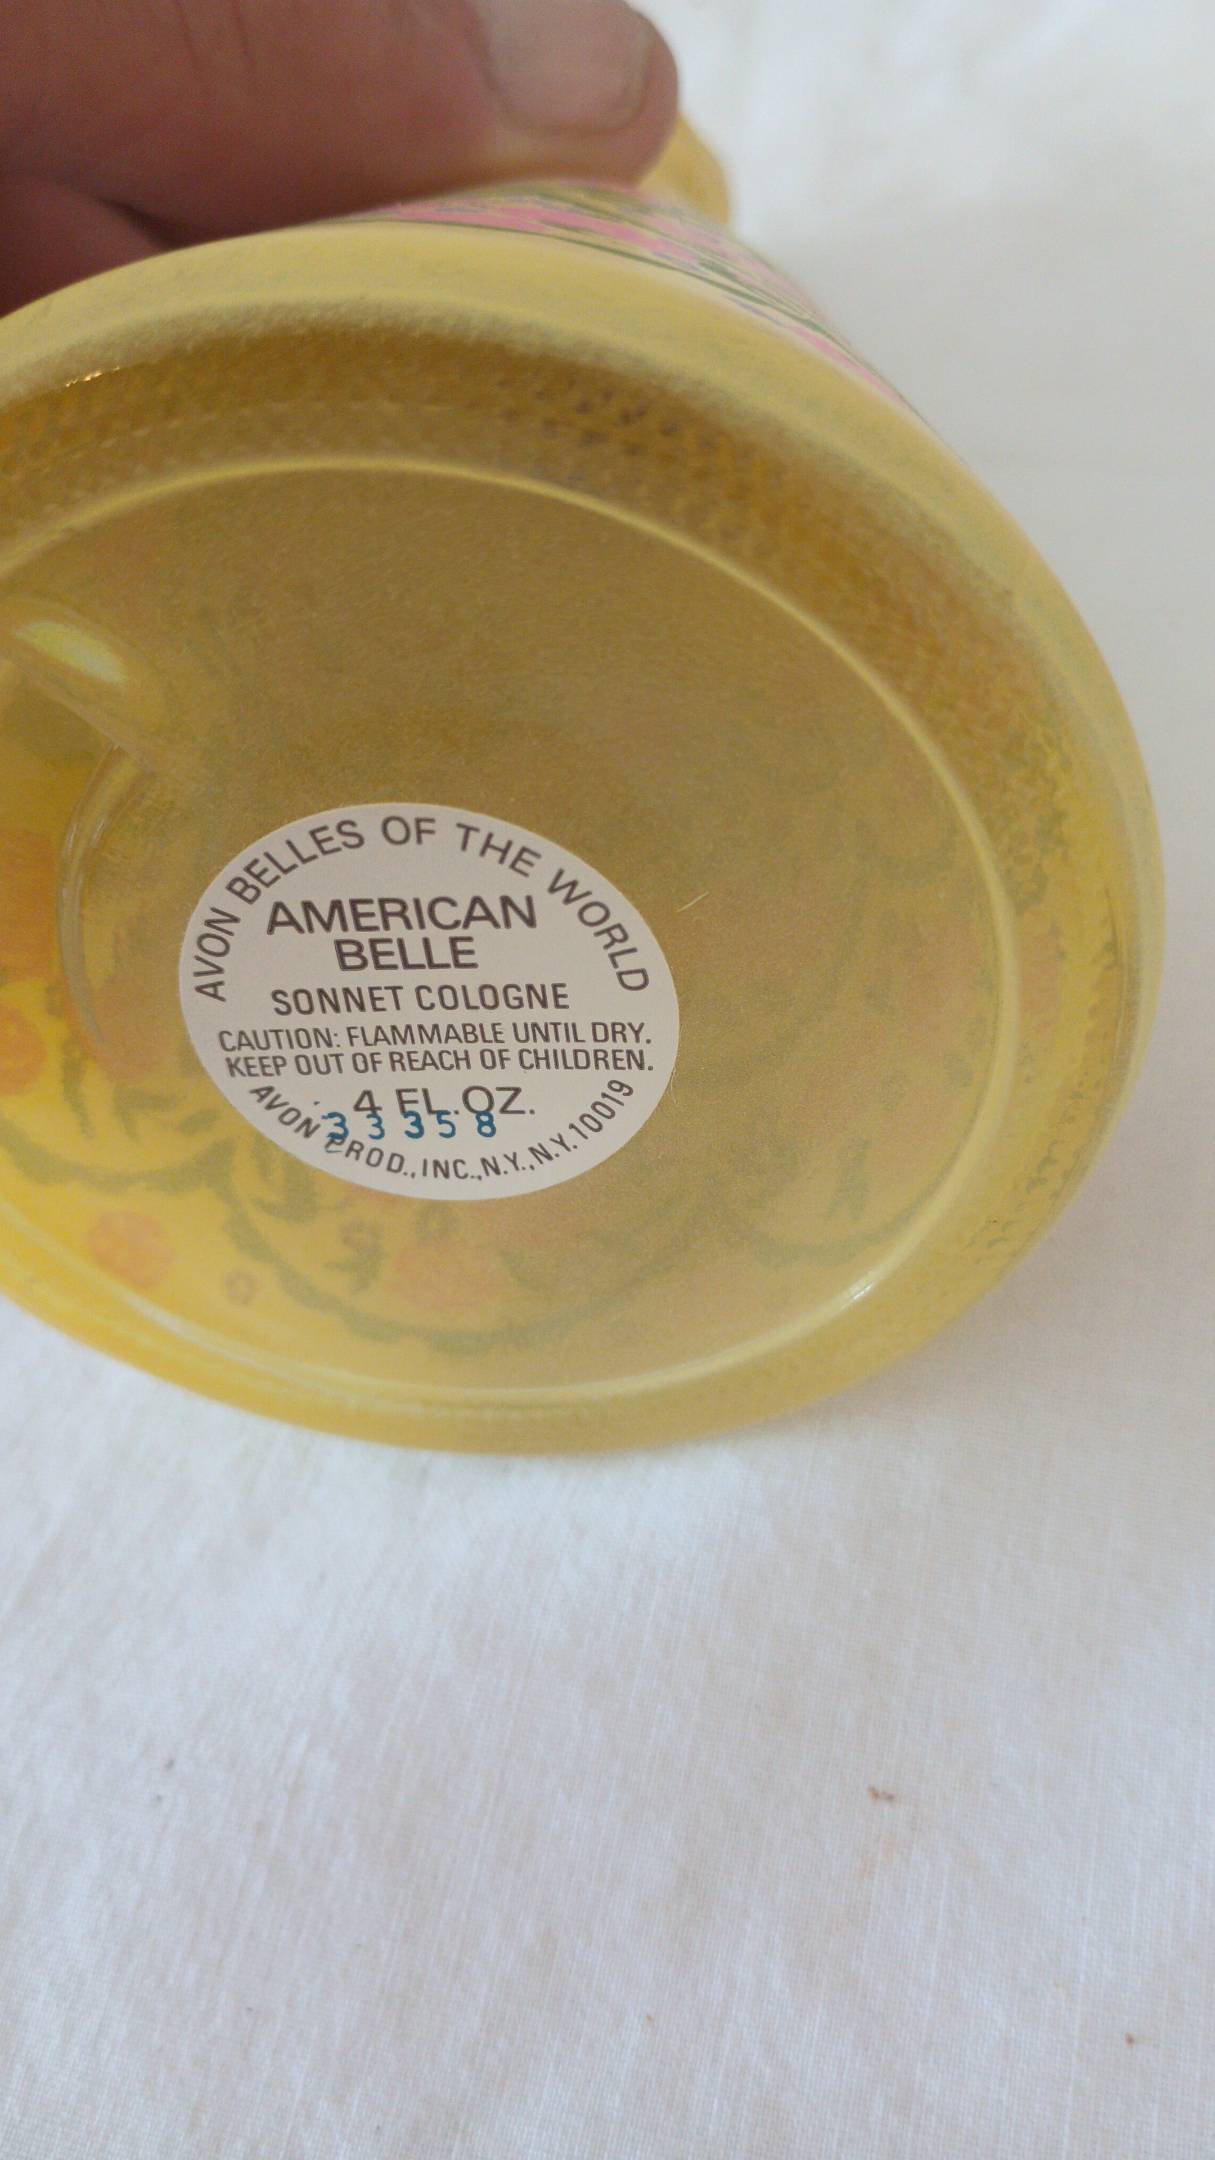 AVON BELLES OF THE WORLD
AMERICAN
BELLE
SONNET COLOGNE
CAUTION: FLAMMABLE UNTIL DRY.
KEEP OUT OF REACH OF CHILDREN.
4 FL.OZ.
33358
AVON PROD., INC., N.Y., N.Y. 10019